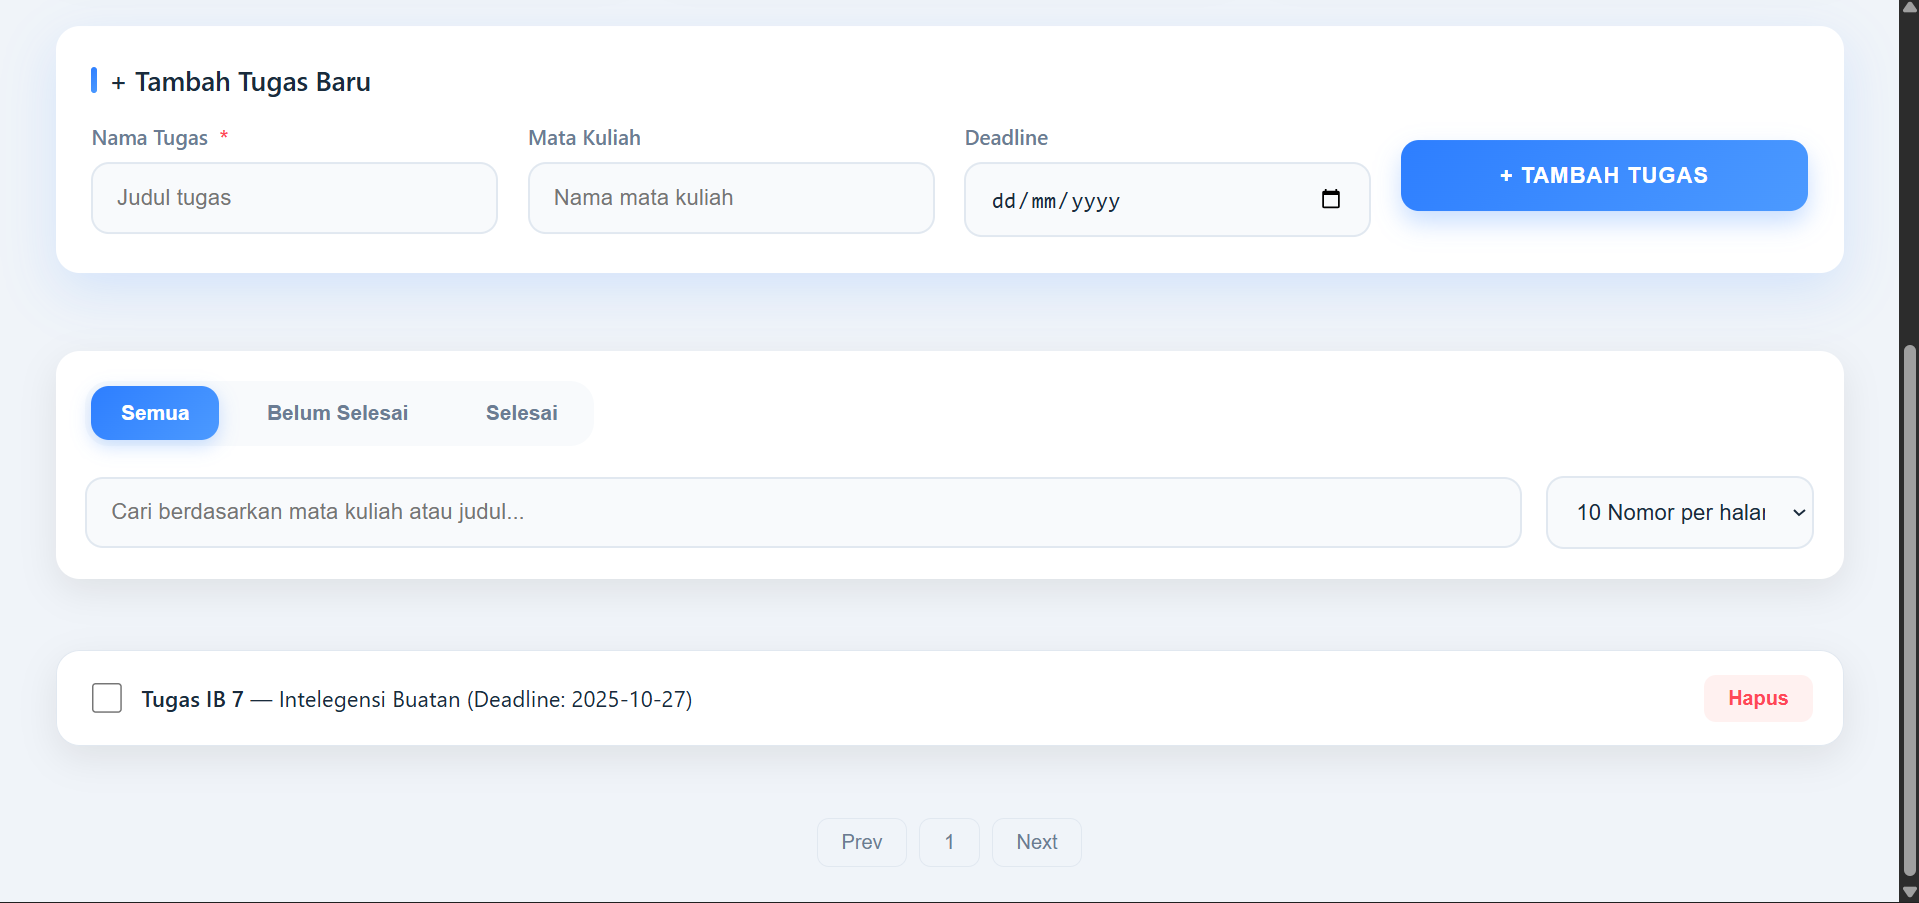 + Tambah Tugas Baru
Nama Tugas *
Mata Kuliah
Deadline
Judul tugas
Nama mata kuliah
dd/mm/yyyy
+ TAMBAH TUGAS
Semua
Belum Selesai
Selesai
Cari berdasarkan mata kuliah atau judul...
10 Nomor per halar
Tugas IB 7 — Intelegensi Buatan (Deadline: 2025-10-27)
Hapus
Prev
1
Next